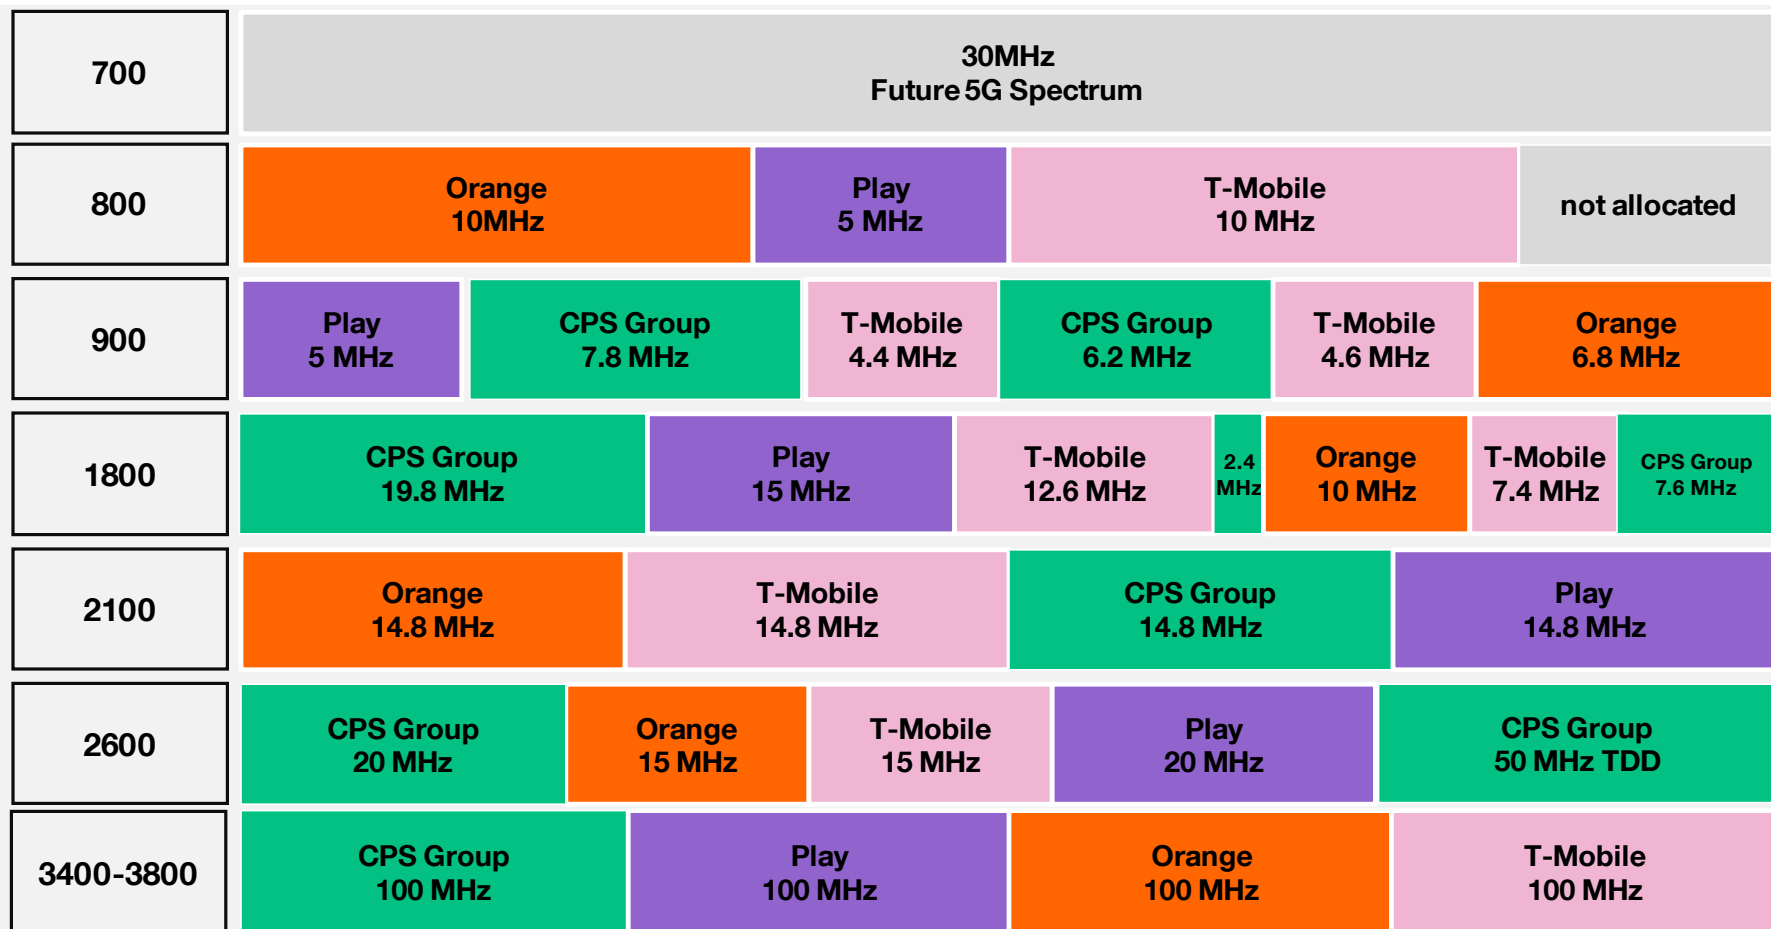 700
30MHz
Future 5G Spectrum
800
Orange
10MHz
Play
5 MHz
T-Mobile
10 MHz
not allocated
900
Play
5 MHz
CPS Group
7.8 MHz
T-Mobile
4.4 MHz
CPS Group
6.2 MHz
T-Mobile
4.6 MHz
Orange
6.8 MHz
1800
CPS Group
19.8 MHz
Play
15 MHz
T-Mobile
12.6 MHz
2.4
MHz
Orange
10 MHz
T-Mobile
7.4 MHz
CPS Group
7.6 MHz
2100
Orange
14.8 MHz
T-Mobile
14.8 MHz
CPS Group
14.8 MHz
Play
14.8 MHz
2600
CPS Group
20 MHz
Orange
15 MHz
T-Mobile
15 MHz
Play
20 MHz
CPS Group
50 MHz TDD
3400-3800
CPS Group
100 MHz
Play
100 MHz
Orange
100 MHz
T-Mobile
100 MHz